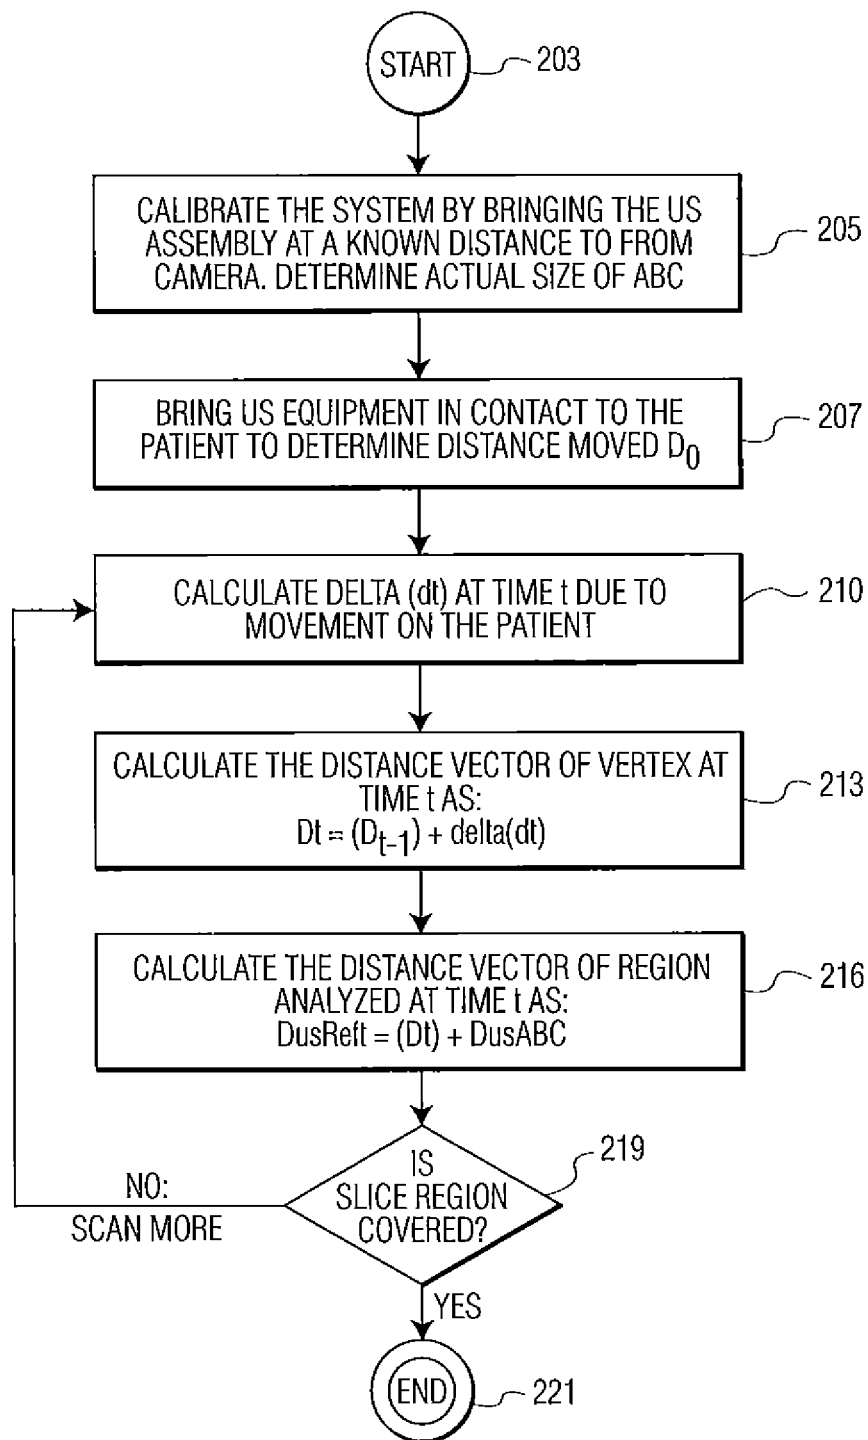 START
203
CALIBRATE THE SYSTEM BY BRINGING THE US
ASSEMBLY AT A KNOWN DISTANCE TO FROM
CAMERA. DETERMINE ACTUAL SIZE OF ABC
205
BRING US EQUIPMENT IN CONTACT TO THE
PATIENT TO DETERMINE DISTANCE MOVED D0
207
CALCULATE DELTA (dt) AT TIME t DUE TO
MOVEMENT ON THE PATIENT
210
CALCULATE THE DISTANCE VECTOR OF VERTEX AT
TIME t AS:
Dt = (Dt-1) + delta(dt)
213
CALCULATE THE DISTANCE VECTOR OF REGION
ANALYZED AT TIME t AS:
DusReft = (Dt) + DusABC
216
IS
SLICE REGION
COVERED?
219
NO:
SCAN MORE
YES
END
221